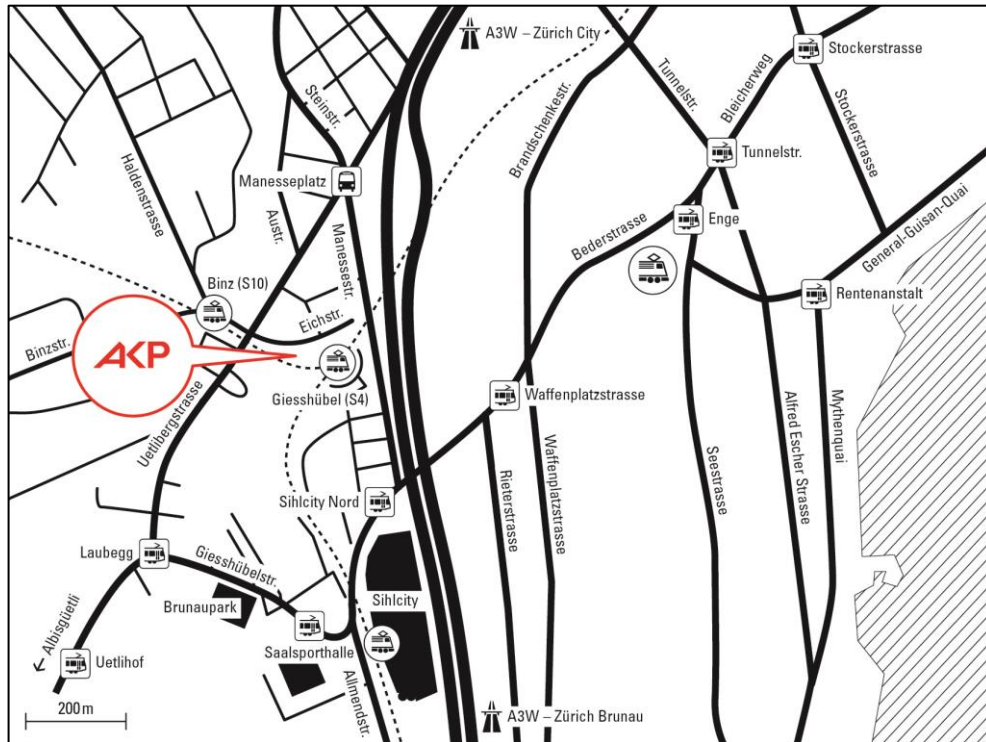 A3W – Zürich City
Stockerstrasse
Steinstr.
Tunnelstr.
Bleicherweg
Brandschenkestr.
Stockerstrasse
Haldenstrasse
Manesseplatz
Tunnelstr.
Austr.
Manessestr.
Bederstrasse
Enge
General-Guisan-Quai
Binz (S10)
Rentenanstalt
Eichstr.
Binzstr.
AKP
Giesshübel (S4)
Waffenplatzstrasse
Uetlibergstrasse
Alfred Escher Strasse
Mythenquai
Seestrasse
Rieterstrasse
Waffenplatzstrasse
Sihlcity Nord
Laubegg
Giesshübelstr.
Brunaupark
Sihlcity
Albisgüetli
Uetlihof
Saalsporthalle
Allmendstr.
200 m
A3W – Zürich Brunau